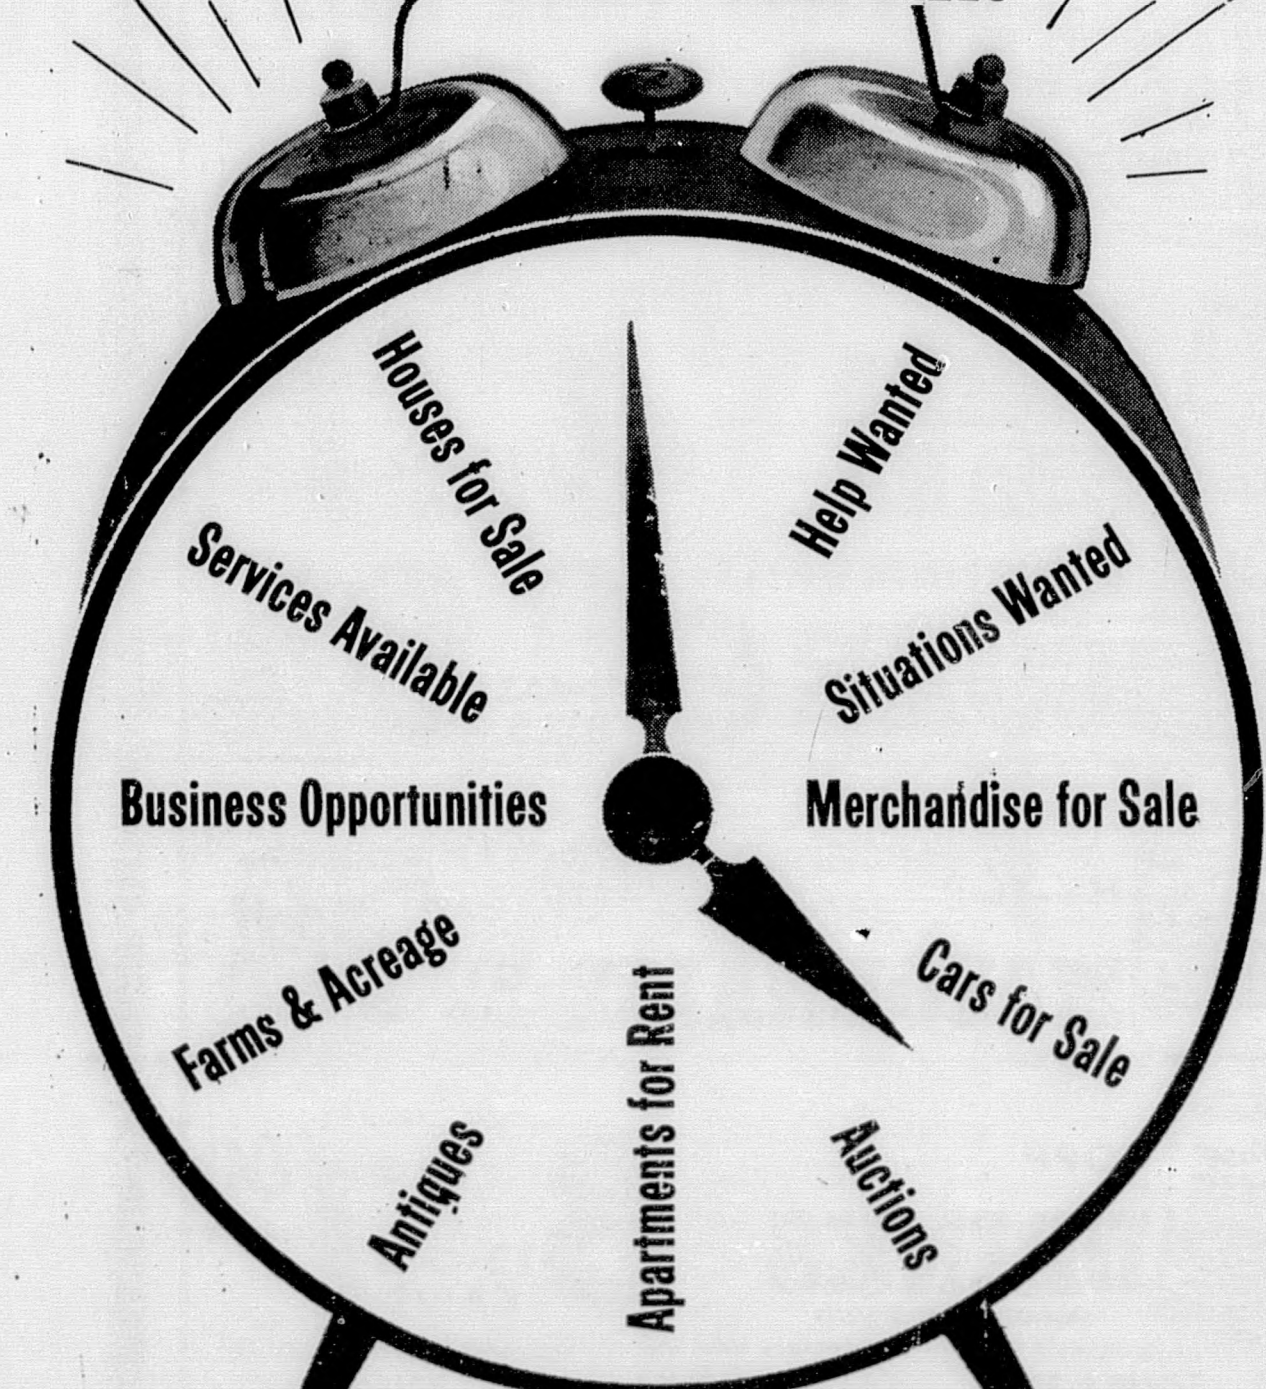 Houses for Sale
Help Wanted
Services Available
Situations Wanted
Business Opportunities
Merchandise for Sale
Farms & Acreage
Cars for Sale
Antiques
Apartments for Rent
Auctions